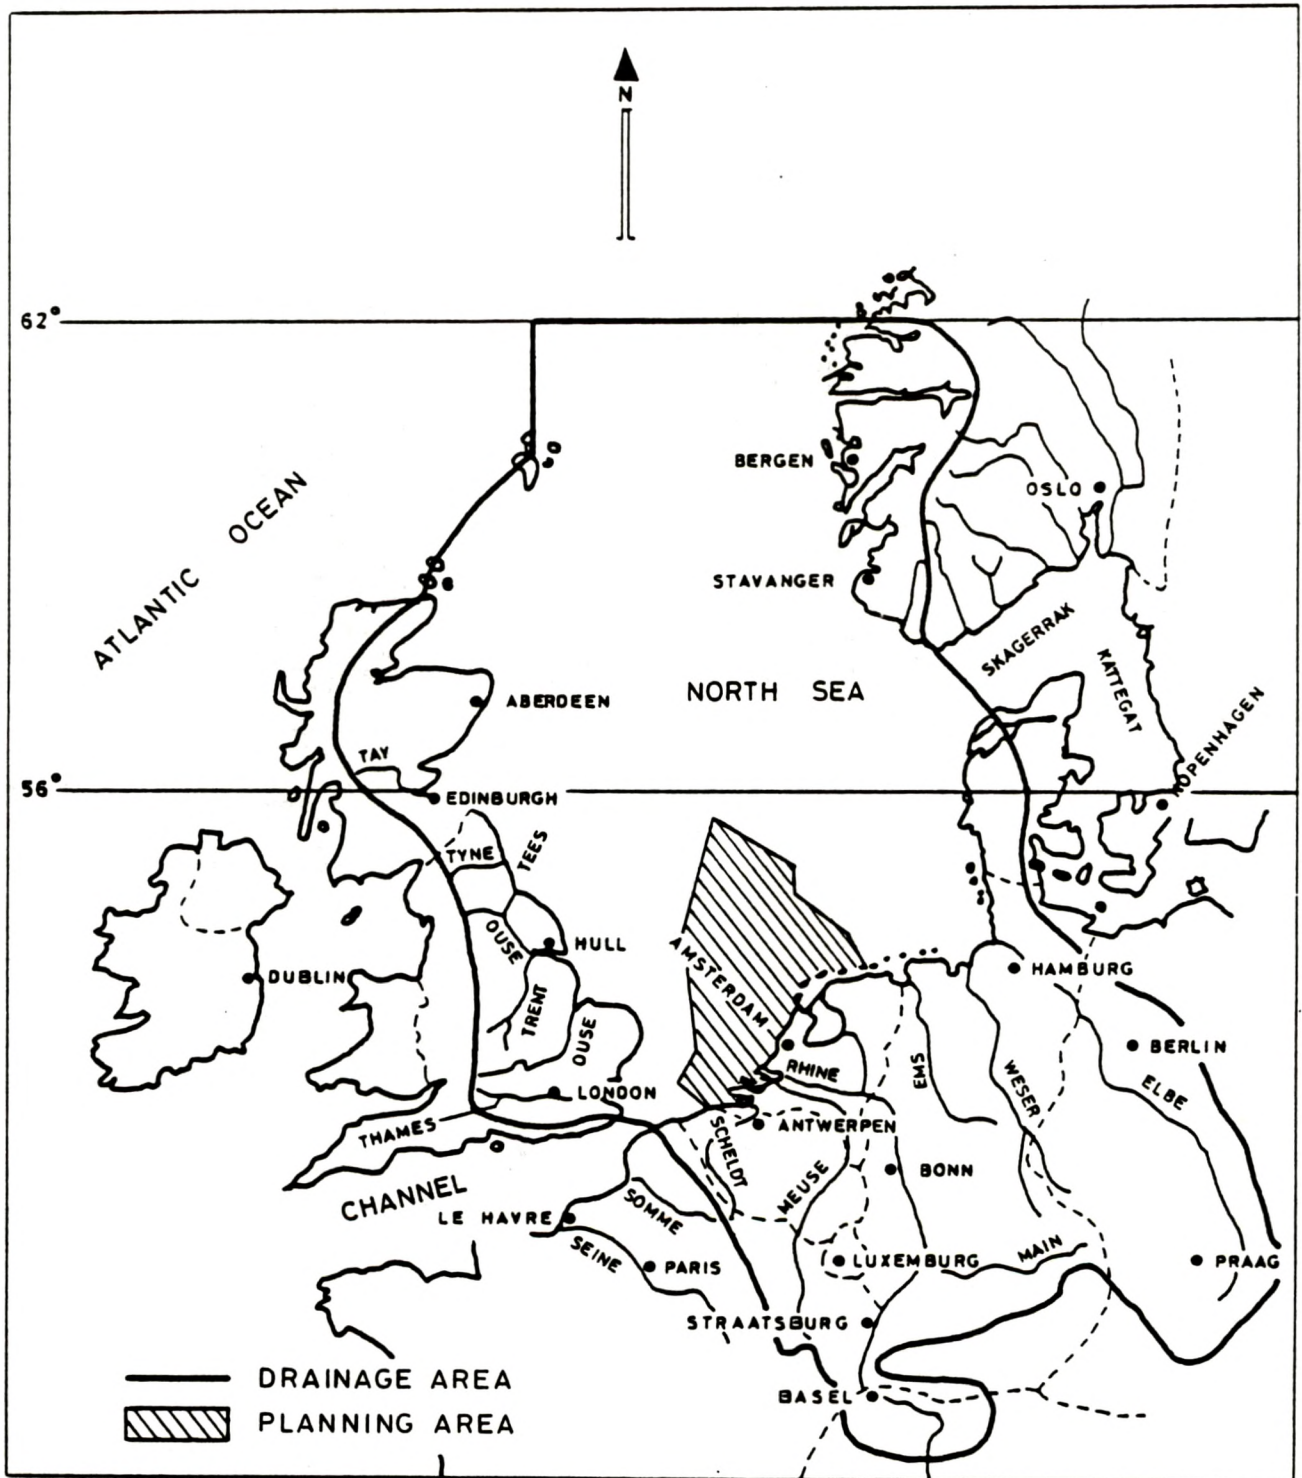 N
62°
BERGEN
OSLO
ATLANTIC OCEAN
STAVANGER
SKAGERRAK
KATTEGAT
NORTH SEA
ABERDEEN
KOPENHAGEN
TAY
56°
EDINBURGH
TYNE
TEES
OUSE
HULL
AMSTERDAM
DUBLIN
HAMBURG
TRENT
OUSE
BERLIN
RHINE
EMS
WESER
ELBE
LONDON
THAMES
ANTWERPEN
SCHELDT
MEUSE
BONN
CHANNEL
LE HAVRE
SOMME
SEINE
PARIS
LUXEMBURG
MAIN
PRAAG
STRAATSBURG
DRAINAGE AREA
BASEL
PLANNING AREA